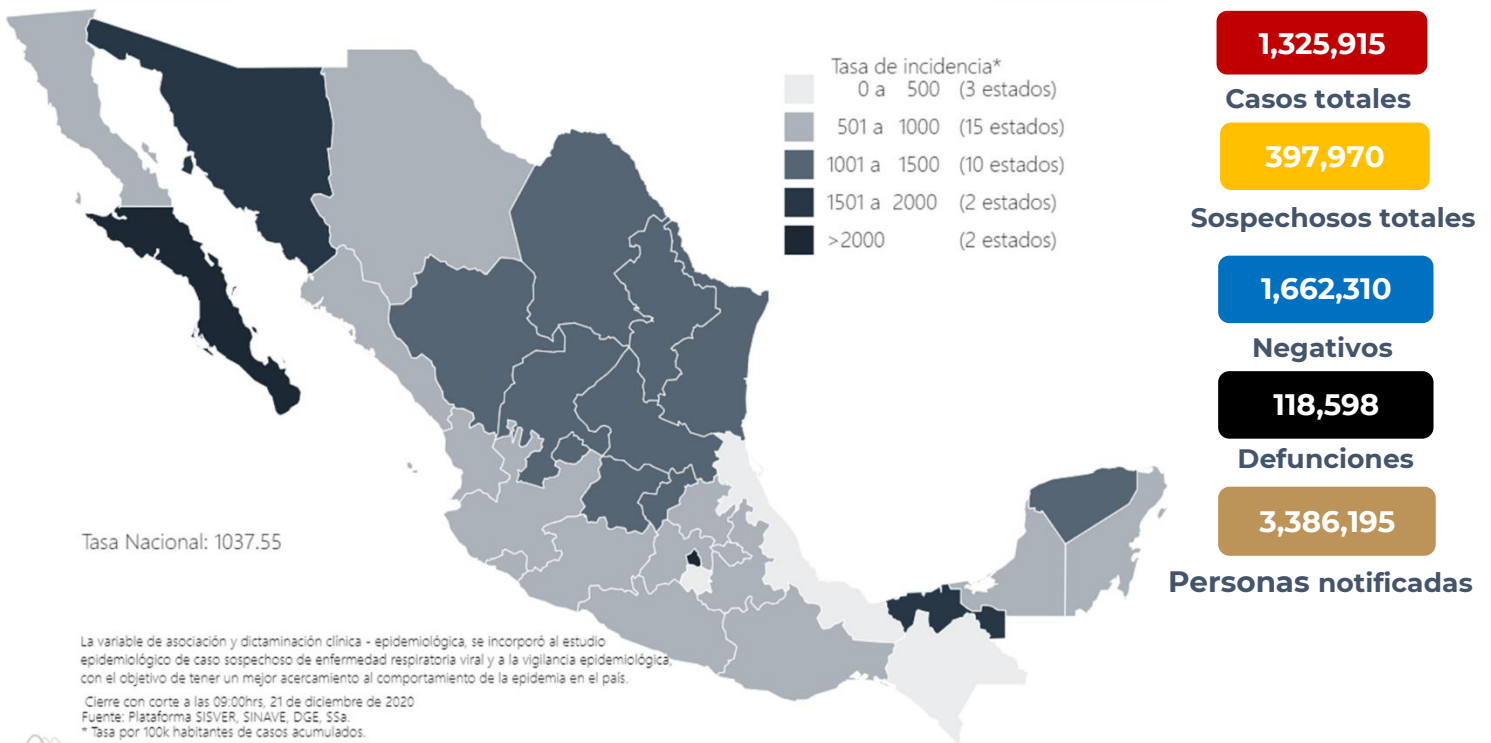 Tasa de incidencia*
0 a 500 (3 estados)
501 a 1000 (15 estados)
1001 a 1500 (10 estados)
1501 a 2000 (2 estados)
>2000 (2 estados)
1,325,915
Casos totales
397,970
Sospechosos totales
1,662,310
Negativos
118,598
Defunciones
3,386,195
Personas notificadas
Tasa Nacional: 1037.55
La variable de asociación y dictaminación clínica - epidemiológica, se incorporó al estudio
epidemiológico de caso sospechoso de enfermedad respiratoria viral y a la vigilancia epidemiológica,
con el objetivo de tener un mejor acercamiento al comportamiento de la epidemia en el país.
Cierre con corte a las 09:00hrs, 21 de diciembre de 2020
Fuente: Plataforma SISVER, SINAVE, DGE, SSa.
* Tasa por 100k habitantes de casos acumulados.